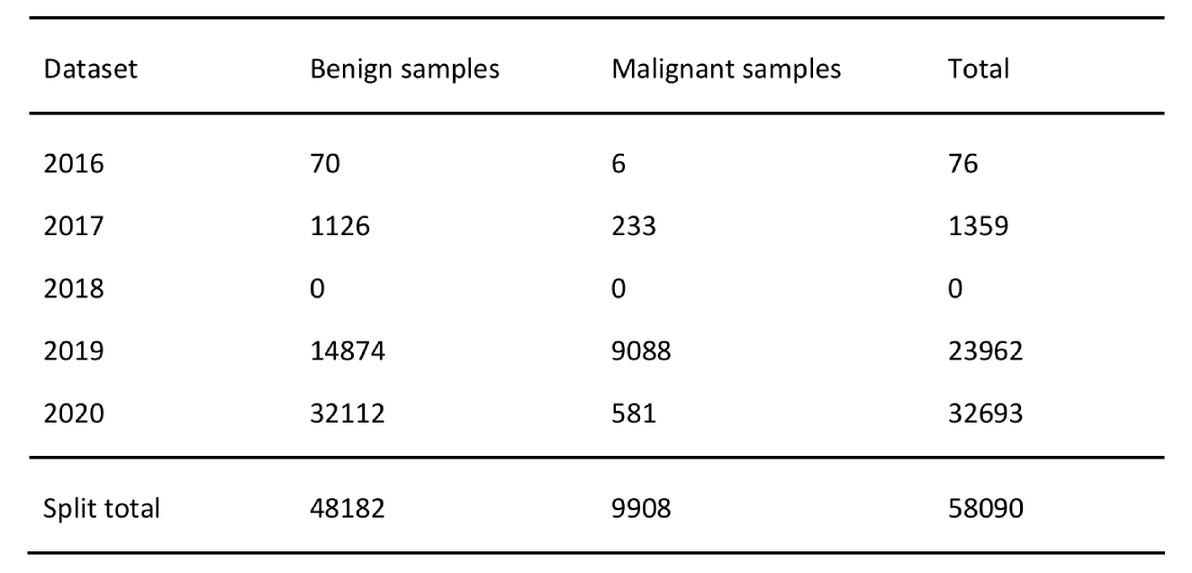 Dataset Benign samples Malignant samples Total
2016 70 6 76
2017 1126 233 1359
2018 0 0 0
2019 14874 9088 23962
2020 32112 581 32693
Split total 48182 9908 58090